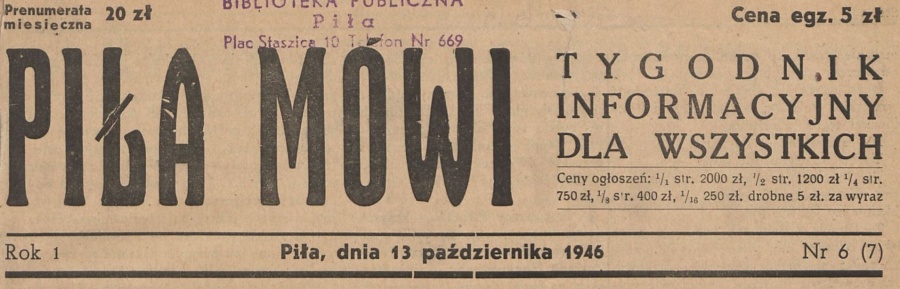 Prenumerata
miesięczna 20 zł
BIBLIOTEKA PUBLICZNA
Piła
Plac Staszica 10 Telefon Nr 669
Cena egz. 5 zł
PIŁA MÓWI
TYGODNIK
INFORMACYJNY
DLA WSZYSTKICH
Ceny ogłoszeń: 1/1 str. 2000 zł, 1/2 str. 1200 zł 1/4 str.
750 zł, 1/8 str. 400 zł, 1/16 250 zł. drobne 5 zł. za wyraz
Rok 1
Piła, dnia 13 października 1946
Nr 6 (7)